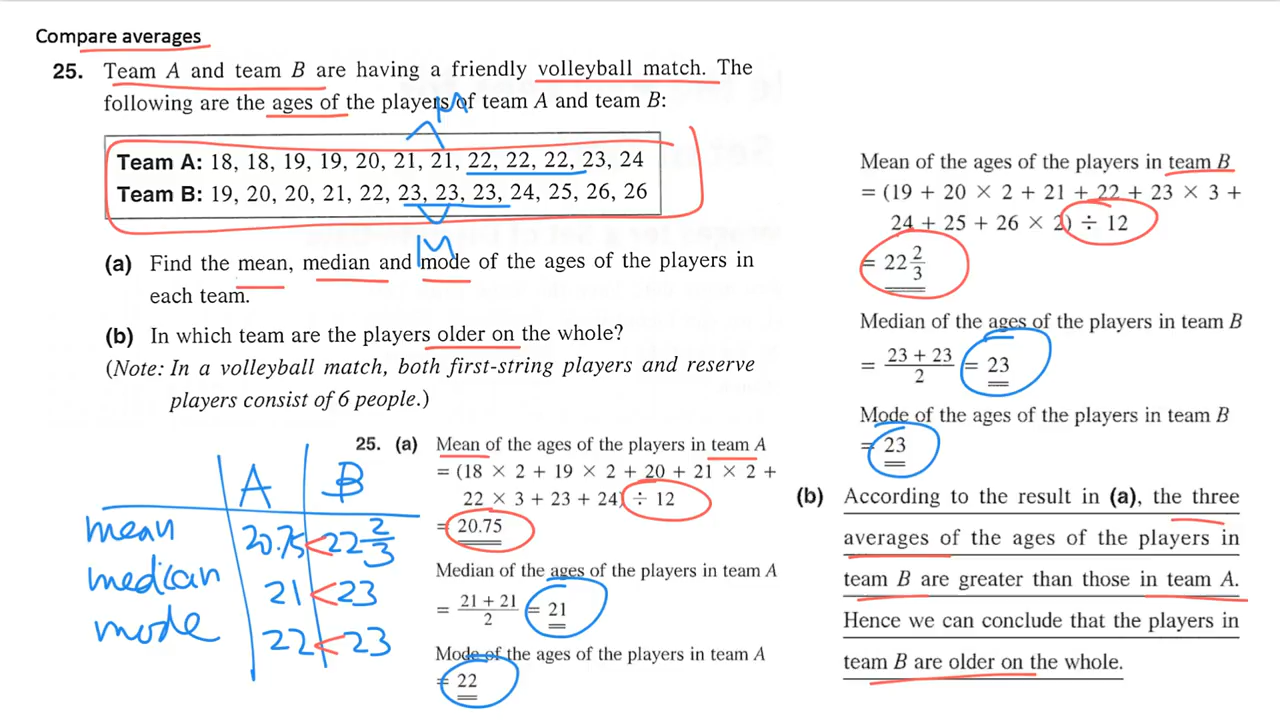 Compare averages
25. Team A and team B are having a friendly volleyball match. The
following are the ages of the players of team A and team B:
M
Team A: 18, 18, 19, 19, 20, 21, 21, 22, 22, 22, 23, 24
Team B: 19, 20, 20, 21, 22, 23, 23, 23, 24, 25, 26, 26
M
(a) Find the mean, median and mode of the ages of the players in
each team.
(b) In which team are the players older on the whole?
(Note: In a volleyball match, both first-string players and reserve
players consist of 6 people.)
A B
mean 20.75 < 22 2/3
median 21 < 23
mode 22 < 23
25. (a) Mean of the ages of the players in team A
= (18 × 2 + 19 × 2 + 20 + 21 × 2 +
22 × 3 + 23 + 24) ÷ 12
= 20.75
Median of the ages of the players in team A
= (21 + 21)/2 = 21
Mode of the ages of the players in team A
= 22
Mean of the ages of the players in team B
= (19 + 20 × 2 + 21 + 22 + 23 × 3 +
24 + 25 + 26 × 2) ÷ 12
= 22 2/3
Median of the ages of the players in team B
= (23 + 23)/2 = 23
Mode of the ages of the players in team B
= 23
(b) According to the result in (a), the three
averages of the ages of the players in
team B are greater than those in team A.
Hence we can conclude that the players in
team B are older on the whole.